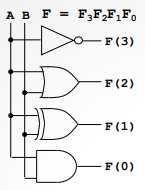 A B F = F₃F₂F₁F₀
F(3)
F(2)
F(1)
F(0)